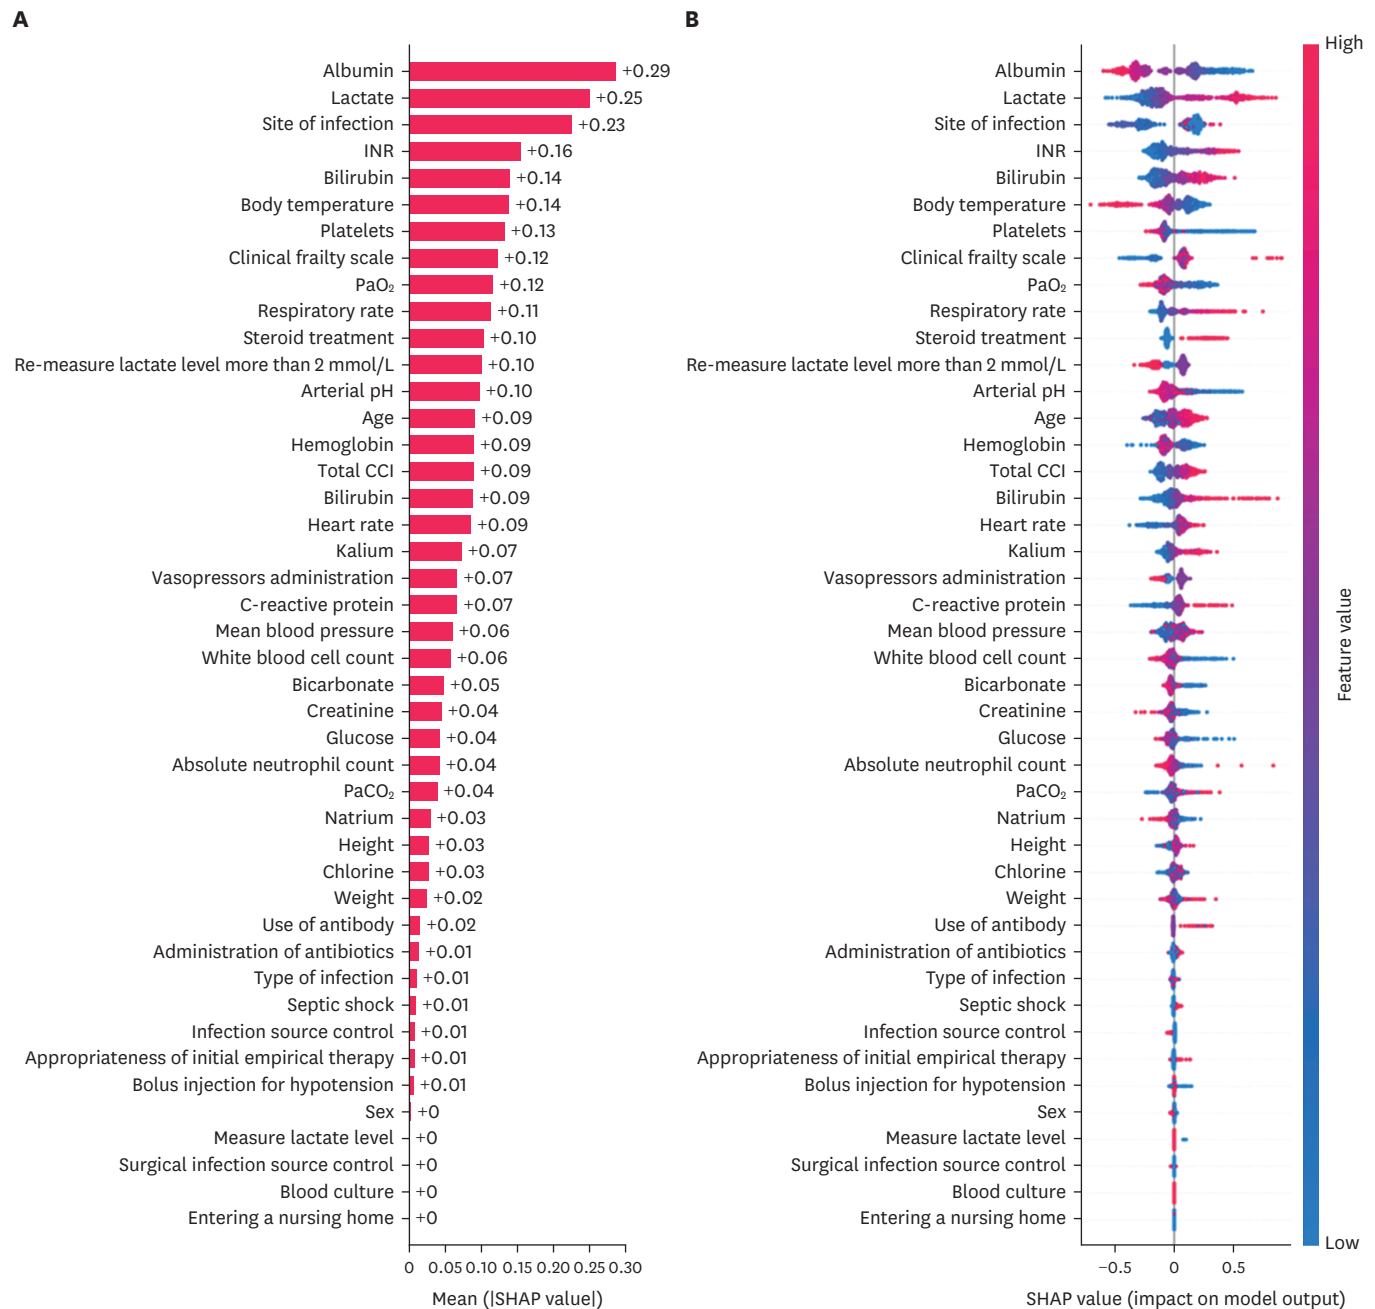 A
Albumin +0.29
Lactate +0.25
Site of infection +0.23
INR +0.16
Bilirubin +0.14
Body temperature +0.14
Platelets +0.13
Clinical frailty scale +0.12
PaO₂ +0.12
Respiratory rate +0.11
Steroid treatment +0.10
Re-measure lactate level more than 2 mmol/L +0.10
Arterial pH +0.10
Age +0.09
Hemoglobin +0.09
Total CCI +0.09
Bilirubin +0.09
Heart rate +0.09
Kalium +0.07
Vasopressors administration +0.07
C-reactive protein +0.07
Mean blood pressure +0.06
White blood cell count +0.06
Bicarbonate +0.05
Creatinine +0.04
Glucose +0.04
Absolute neutrophil count +0.04
PaCO₂ +0.04
Natrium +0.03
Height +0.03
Chlorine +0.03
Weight +0.02
Use of antibody +0.02
Administration of antibiotics +0.01
Type of infection +0.01
Septic shock +0.01
Infection source control +0.01
Appropriateness of initial empirical therapy +0.01
Bolus injection for hypotension +0.01
Sex +0
Measure lactate level +0
Surgical infection source control +0
Blood culture +0
Entering a nursing home +0
0 0.05 0.10 0.15 0.20 0.25 0.30
Mean (|SHAP value|)
B
Albumin
Lactate
Site of infection
INR
Bilirubin
Body temperature
Platelets
Clinical frailty scale
PaO₂
Respiratory rate
Steroid treatment
Re-measure lactate level more than 2 mmol/L
Arterial pH
Age
Hemoglobin
Total CCI
Bilirubin
Heart rate
Kalium
Vasopressors administration
C-reactive protein
Mean blood pressure
White blood cell count
Bicarbonate
Creatinine
Glucose
Absolute neutrophil count
PaCO₂
Natrium
Height
Chlorine
Weight
Use of antibody
Administration of antibiotics
Type of infection
Septic shock
Infection source control
Appropriateness of initial empirical therapy
Bolus injection for hypotension
Sex
Measure lactate level
Surgical infection source control
Blood culture
Entering a nursing home
−0.5 0 0.5
SHAP value (impact on model output)
High
Feature value
Low